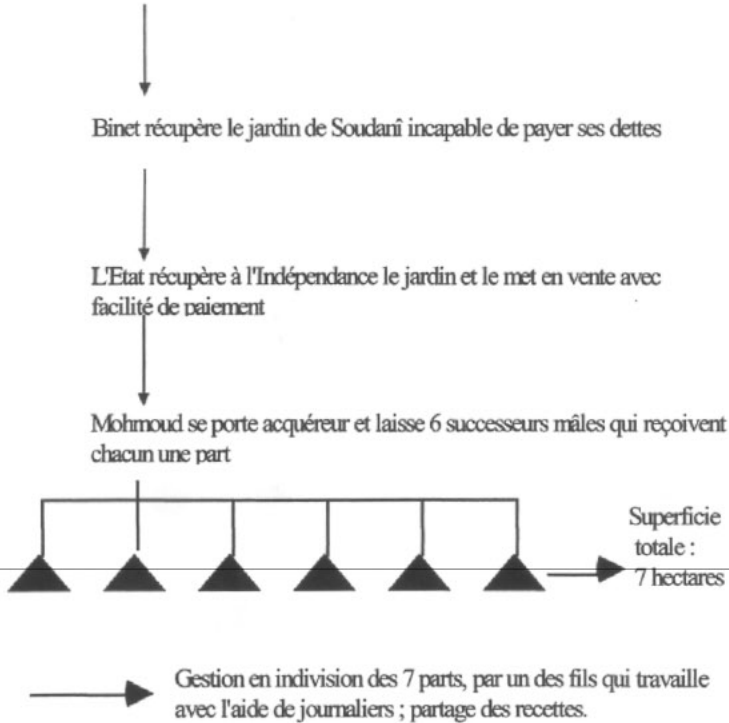 Binet récupère le jardin de Soudanî incapable de payer ses dettes
L'Etat récupère à l'Indépendance le jardin et le met en vente avec
facilité de paiement
Mohmoud se porte acquéreur et laisse 6 successeurs mâles qui reçoivent
chacun une part
Superficie
totale :
7 hectares
Gestion en indivision des 7 parts, par un des fils qui travaille
avec l'aide de journaliers ; partage des recettes.